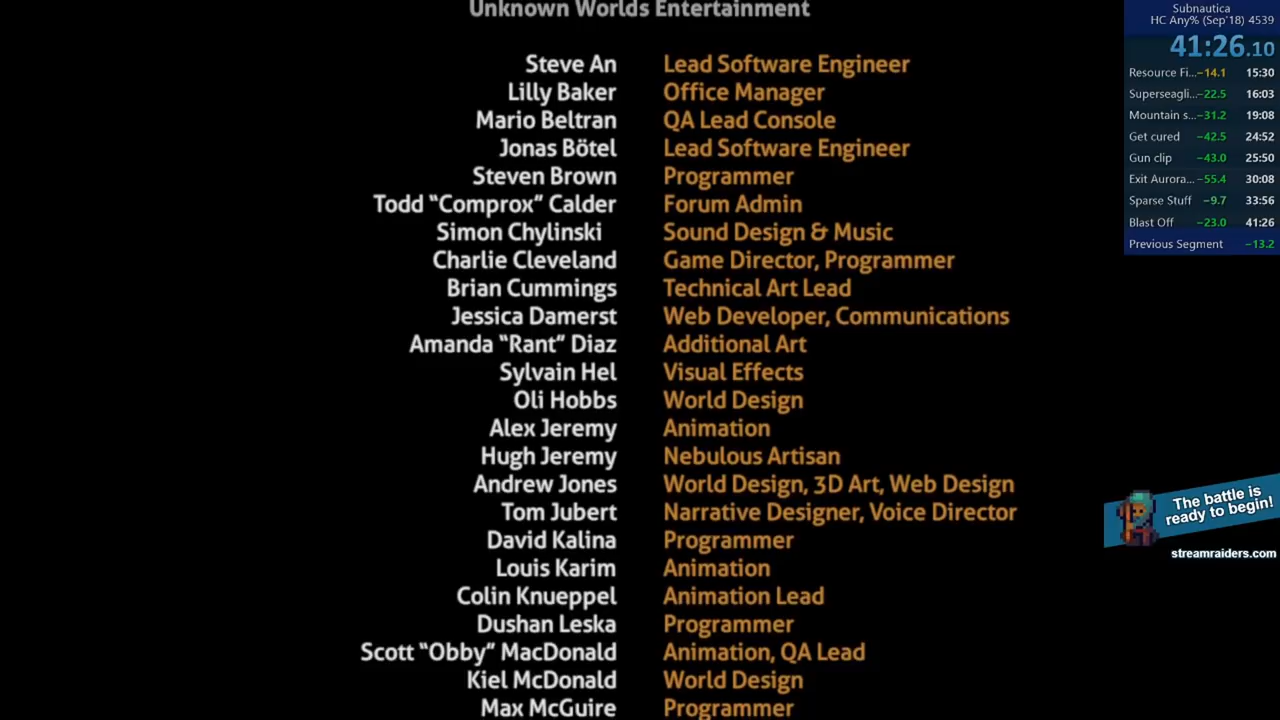 Unknown Worlds Entertainment
Steve An Lead Software Engineer
Lilly Baker Office Manager
Mario Beltran QA Lead Console
Jonas Bötel Lead Software Engineer
Steven Brown Programmer
Todd “Comprox” Calder Forum Admin
Simon Chylinski Sound Design & Music
Charlie Cleveland Game Director, Programmer
Brian Cummings Technical Art Lead
Jessica Damerst Web Developer, Communications
Amanda “Rant” Diaz Additional Art
Sylvain Hel Visual Effects
Oli Hobbs World Design
Alex Jeremy Animation
Hugh Jeremy Nebulous Artisan
Andrew Jones World Design, 3D Art, Web Design
Tom Jubert Narrative Designer, Voice Director
David Kalina Programmer
Louis Karim Animation
Colin Knueppel Animation Lead
Dushan Leska Programmer
Scott “Obby” MacDonald Animation, QA Lead
Kiel McDonald World Design
Max McGuire Programmer
Subnautica
HC Any% (Sep'18) 4539
41:26.10
Resource Fi... −14.1 15:30
Superseagli... −22.5 16:03
Mountain s... −31.2 19:08
Get cured −42.5 24:52
Gun clip −43.0 25:50
Exit Aurora... −55.4 30:08
Sparse Stuff −9.7 33:56
Blast Off −23.0 41:26
Previous Segment −13.2
The battle is
ready to begin!
streamraiders.com